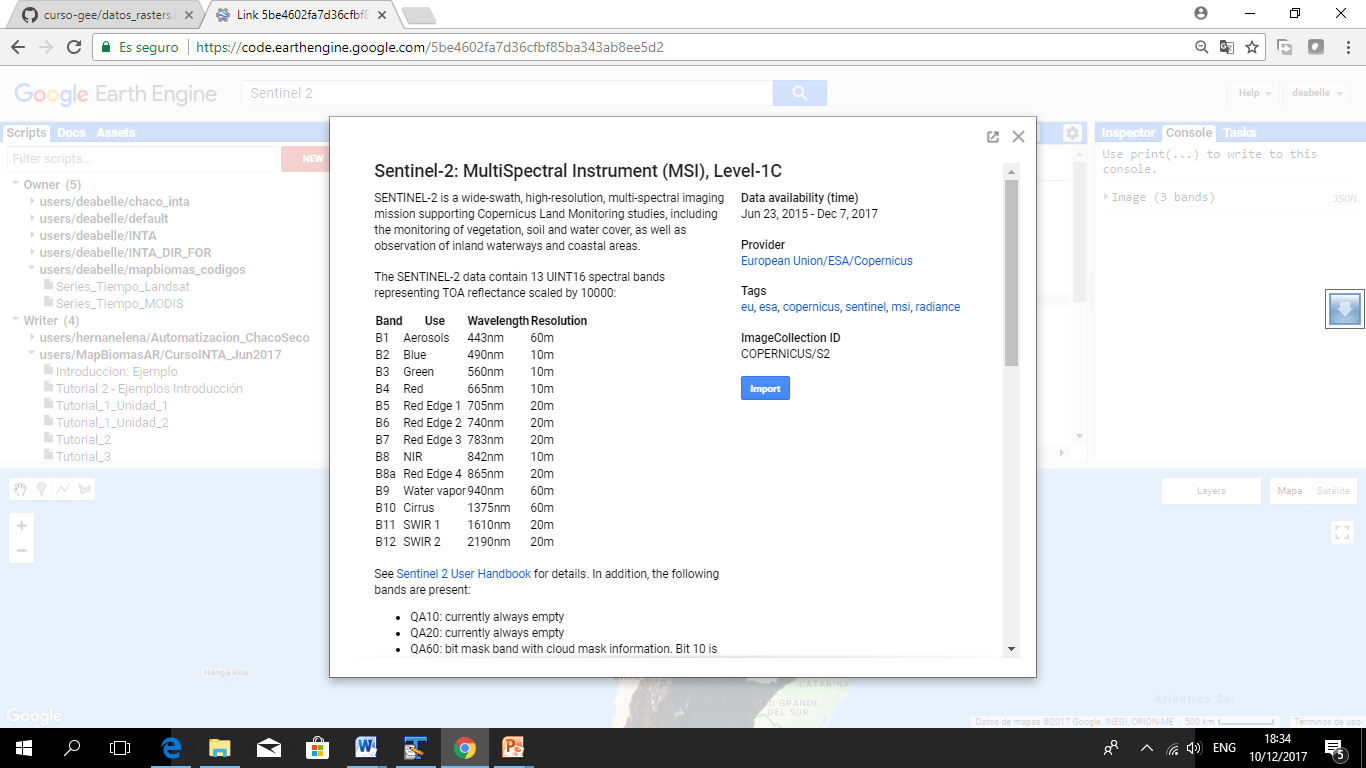 curso-gee/datos_rasters.
Link 5be4602fa7d36cfbf8
Es seguro
https://code.earthengine.google.com/5be4602fa7d36cfbf85ba343ab8ee5d2
Google Earth Engine
Sentinel 2
Help
deabelle
Scripts Docs Assets
Filter scripts...
NEW
Owner (5)
users/deabelle/chaco_inta
users/deabelle/default
users/deabelle/INTA
users/deabelle/INTA_DIR_FOR
users/deabelle/mapbiomas_codigos
Series_Tiempo_Landsat
Series_Tiempo_MODIS
Writer (4)
users/hernanelena/Automatizacion_ChacoSeco
users/MapBiomasAR/CursoINTA_Jun2017
Introduccion: Ejemplo
Tutorial 2 - Ejemplos Introducción
Tutorial_1_Unidad_1
Tutorial_1_Unidad_2
Tutorial_2
Tutorial_3
Sentinel-2: MultiSpectral Instrument (MSI), Level-1C
SENTINEL-2 is a wide-swath, high-resolution, multi-spectral imaging
mission supporting Copernicus Land Monitoring studies, including
the monitoring of vegetation, soil and water cover, as well as
observation of inland waterways and coastal areas.
The SENTINEL-2 data contain 13 UINT16 spectral bands
representing TOA reflectance scaled by 10000:
Band Use Wavelength Resolution
B1 Aerosols 443nm 60m
B2 Blue 490nm 10m
B3 Green 560nm 10m
B4 Red 665nm 10m
B5 Red Edge 1 705nm 20m
B6 Red Edge 2 740nm 20m
B7 Red Edge 3 783nm 20m
B8 NIR 842nm 10m
B8a Red Edge 4 865nm 20m
B9 Water vapor 940nm 60m
B10 Cirrus 1375nm 60m
B11 SWIR 1 1610nm 20m
B12 SWIR 2 2190nm 20m
See Sentinel 2 User Handbook for details. In addition, the following
bands are present:
• QA10: currently always empty
• QA20: currently always empty
• QA60: bit mask band with cloud mask information. Bit 10 is
Data availability (time)
Jun 23, 2015 - Dec 7, 2017
Provider
European Union/ESA/Copernicus
Tags
eu, esa, copernicus, sentinel, msi, radiance
ImageCollection ID
COPERNICUS/S2
Import
Inspector Console Tasks
Use print(...) to write to this
console.
Image (3 bands)
JSON
Layers
Mapa Satélite
Hanga Roa
CATARINA
RIO GRANDE
DEL SUR
Atlántico Sur
Google
Datos de mapas ©2017 Google, INEGI, ORION-ME
500 km
Términos de uso
ENG
18:34
10/12/2017
5